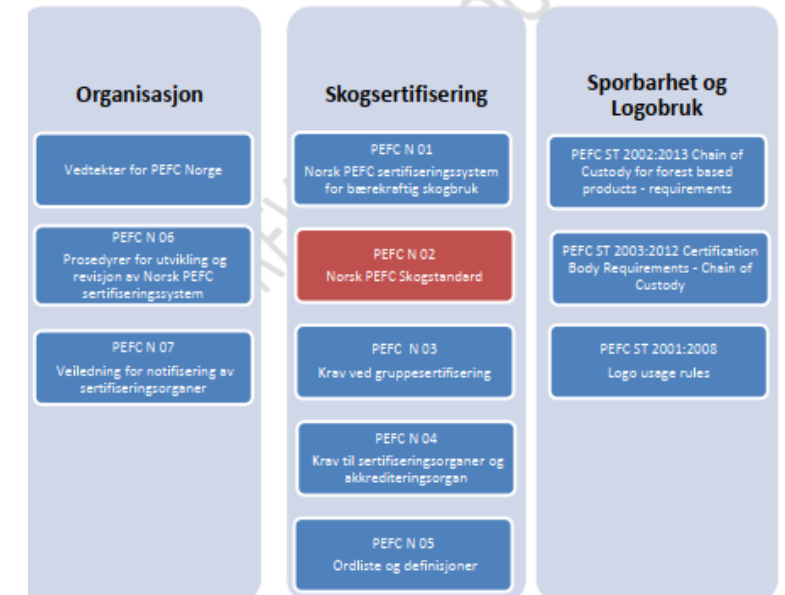 Organisasjon
Vedtekter for PEFC Norge
PEFC N 06
Prosedyrer for utvikling og
revisjon av Norsk PEFC
sertifiseringssystem
PEFC N 07
Veiledning for notifisering av
sertifiseringsorganer
Skogsertifisering
PEFC N 01
Norsk PEFC sertifiseringssystem
for bærekraftig skogbruk
PEFC N 02
Norsk PEFC Skogstandard
PEFC N 03
Krav ved gruppesertifisering
PEFC N 04
Krav til sertifiseringsorganer og
akkrediteringsorgan
PEFC N 05
Ordliste og definisjoner
Sporbarhet og
Logobruk
PEFC ST 2002:2013 Chain of
Custody for forest based
products - requirements
PEFC ST 2003:2012 Certification
Body Requirements - Chain of
Custody
PEFC ST 2001:2008
Logo usage rules